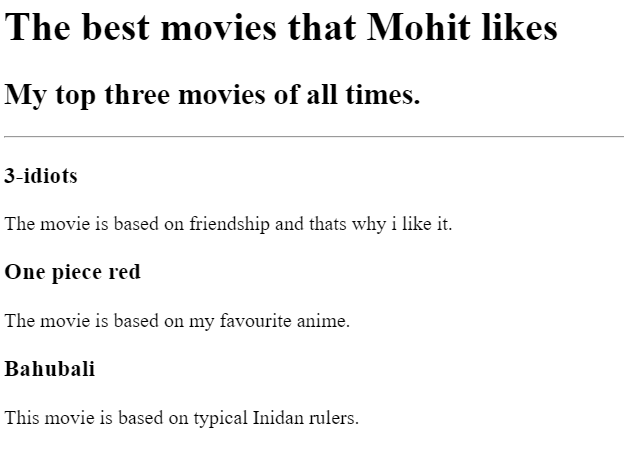 The best movies that Mohit likes
My top three movies of all times.
3-idiots
The movie is based on friendship and thats why i like it.
One piece red
The movie is based on my favourite anime.
Bahubali
This movie is based on typical Inidan rulers.